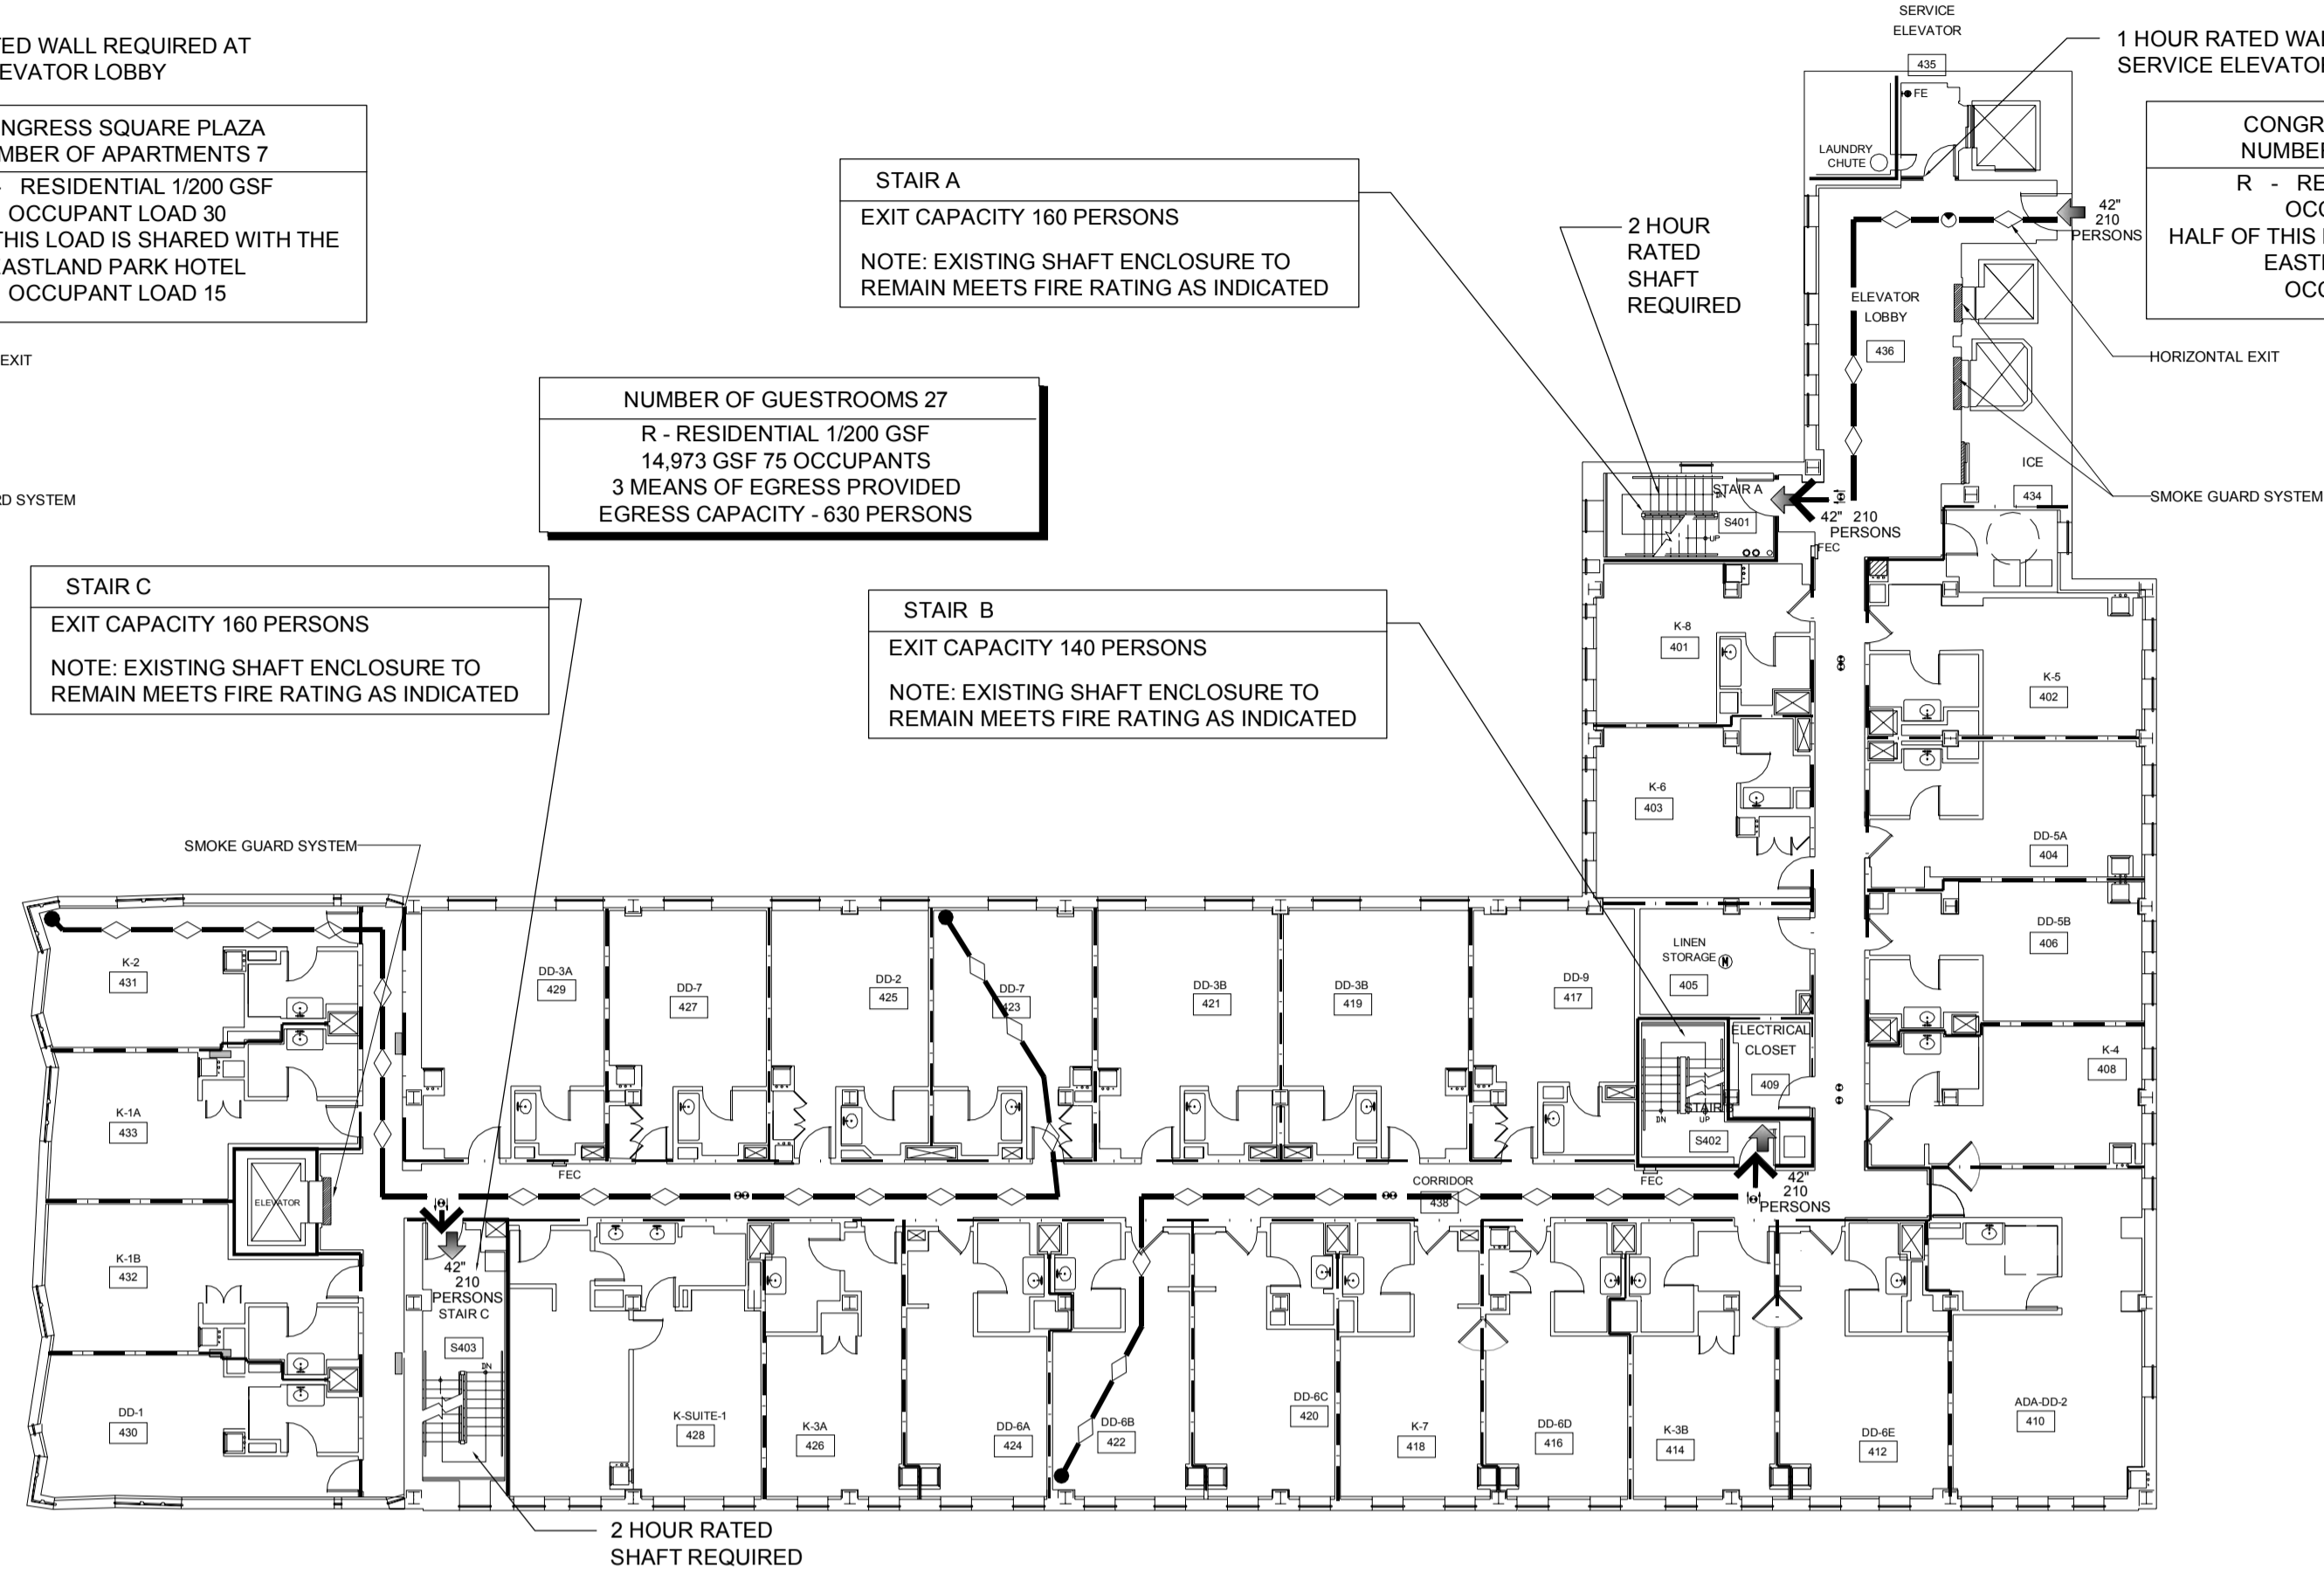 TED WALL REQUIRED AT
EVATOR LOBBY
NGRESS SQUARE PLAZA
MBER OF APARTMENTS 7
- RESIDENTIAL 1/200 GSF
OCCUPANT LOAD 30
THIS LOAD IS SHARED WITH THE
EASTLAND PARK HOTEL
OCCUPANT LOAD 15
EXIT
RD SYSTEM
STAIR A
EXIT CAPACITY 160 PERSONS
NOTE: EXISTING SHAFT ENCLOSURE TO
REMAIN MEETS FIRE RATING AS INDICATED
NUMBER OF GUESTROOMS 27
R - RESIDENTIAL 1/200 GSF
14,973 GSF 75 OCCUPANTS
3 MEANS OF EGRESS PROVIDED
EGRESS CAPACITY - 630 PERSONS
STAIR C
EXIT CAPACITY 160 PERSONS
NOTE: EXISTING SHAFT ENCLOSURE TO
REMAIN MEETS FIRE RATING AS INDICATED
STAIR B
EXIT CAPACITY 140 PERSONS
NOTE: EXISTING SHAFT ENCLOSURE TO
REMAIN MEETS FIRE RATING AS INDICATED
2 HOUR
RATED
SHAFT
REQUIRED
SERVICE
ELEVATOR
435
FE
LAUNDRY
CHUTE
1 HOUR RATED WAL
SERVICE ELEVATOR
CONGR
NUMBER
R - RE
OCC
HALF OF THIS
EAST
OCC
42"
210
PERSONS
ELEVATOR
LOBBY
436
HORIZONTAL EXIT
ICE
434
SMOKE GUARD SYSTEM
STAIR A
DN
S401
UP
42" 210
PERSONS
FEC
K-8
401
K-5
402
K-6
403
DD-5A
404
DD-5B
406
LINEN
STORAGE
M
405
ELECTRICAL
CLOSET
409
K-4
408
STAIR B
DN
UP
S402
42"
210
PERSONS
FEC
SMOKE GUARD SYSTEM
K-2
431
DD-3A
429
DD-7
427
DD-2
425
DD-7
423
DD-3B
421
DD-3B
419
DD-9
417
K-1A
433
FEC
CORRIDOR
438
ELEVATOR
K-1B
432
42"
210
PERSONS
STAIR C
S403
DN
DD-1
430
K-SUITE-1
428
K-3A
426
DD-6A
424
DD-6B
422
DD-6C
420
K-7
418
DD-6D
416
K-3B
414
DD-6E
412
ADA-DD-2
410
2 HOUR RATED
SHAFT REQUIRED